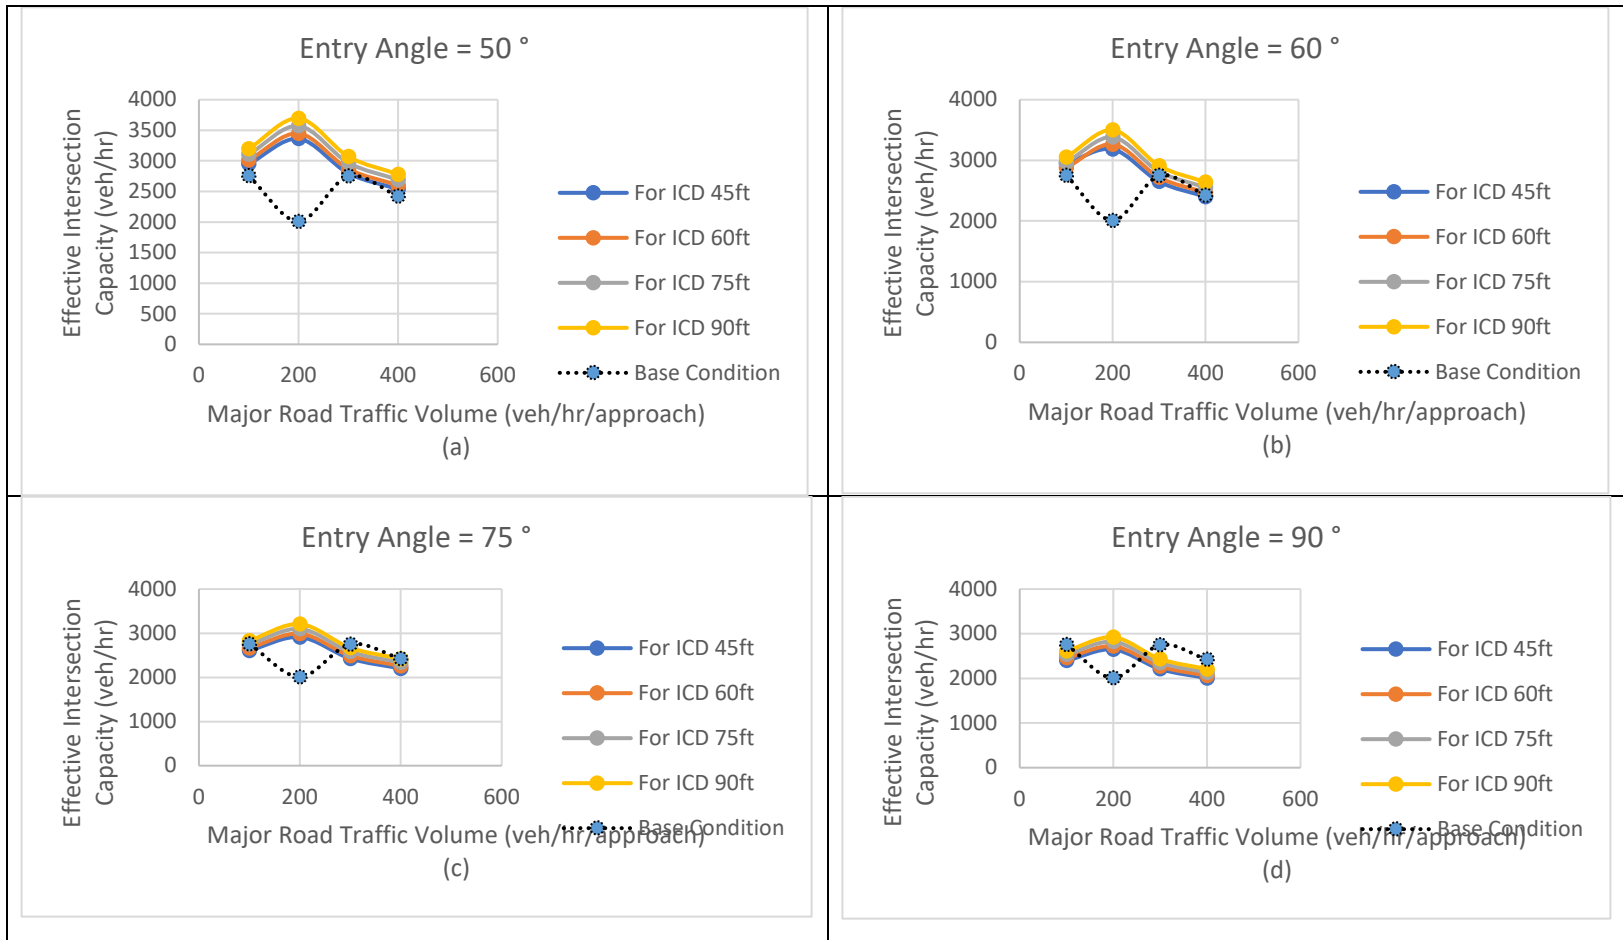 Entry Angle = 50 °
Effective Intersection
Capacity (veh/hr)
4000
3500
3000
2500
2000
1500
1000
500
0
0
200
400
600
For ICD 45ft
For ICD 60ft
For ICD 75ft
For ICD 90ft
Base Condition
Major Road Traffic Volume (veh/hr/approach)
(a)
Entry Angle = 60 °
Effective Intersection
Capacity (veh/hr)
4000
3000
2000
1000
0
0
200
400
600
For ICD 45ft
For ICD 60ft
For ICD 75ft
For ICD 90ft
Base Condition
Major Road Traffic Volume (veh/hr/approach)
(b)
Entry Angle = 75 °
Effective Intersection
Capacity (veh/hr)
4000
3000
2000
1000
0
0
200
400
600
For ICD 45ft
For ICD 60ft
For ICD 75ft
For ICD 90ft
Base Condition
Major Road Traffic Volume (veh/hr/approach)
(c)
Entry Angle = 90 °
Effective Intersection
Capacity (veh/hr)
4000
3000
2000
1000
0
0
200
400
600
For ICD 45ft
For ICD 60ft
For ICD 75ft
For ICD 90ft
Base Condition
Major Road Traffic Volume (veh/hr/approach)
(d)